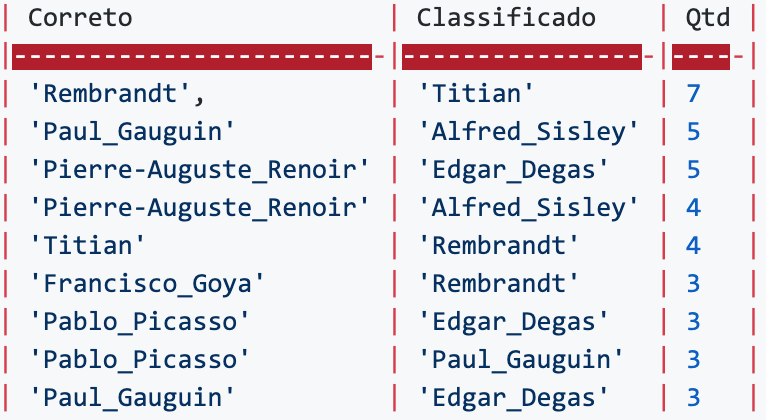 | Correto | Classificado | Qtd |
|-------------------------|-----------------|-----|
| 'Rembrandt', | 'Titian' | 7 |
| 'Paul_Gauguin' | 'Alfred_Sisley' | 5 |
| 'Pierre-Auguste_Renoir' | 'Edgar_Degas' | 5 |
| 'Pierre-Auguste_Renoir' | 'Alfred_Sisley' | 4 |
| 'Titian' | 'Rembrandt' | 4 |
| 'Francisco_Goya' | 'Rembrandt' | 3 |
| 'Pablo_Picasso' | 'Edgar_Degas' | 3 |
| 'Pablo_Picasso' | 'Paul_Gauguin' | 3 |
| 'Paul_Gauguin' | 'Edgar_Degas' | 3 |